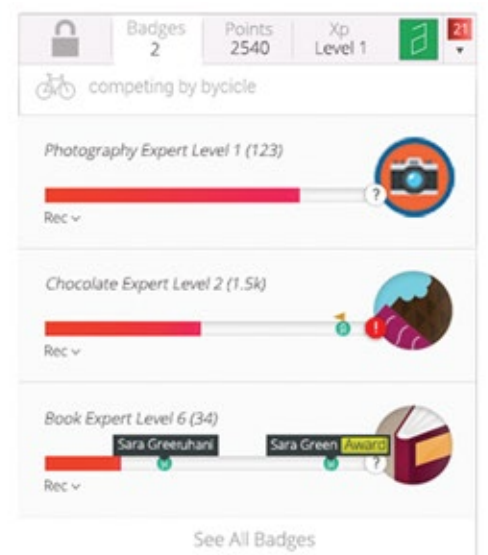 Badges
2
Points
2540
Xp
Level 1
21
competing by bycicle
Photography Expert Level 1 (123)
?
Rec
Chocolate Expert Level 2 (1.5k)
!
Rec
Book Expert Level 6 (34)
Sara Greeruhani
Sara Green Award
?
Rec
See All Badges